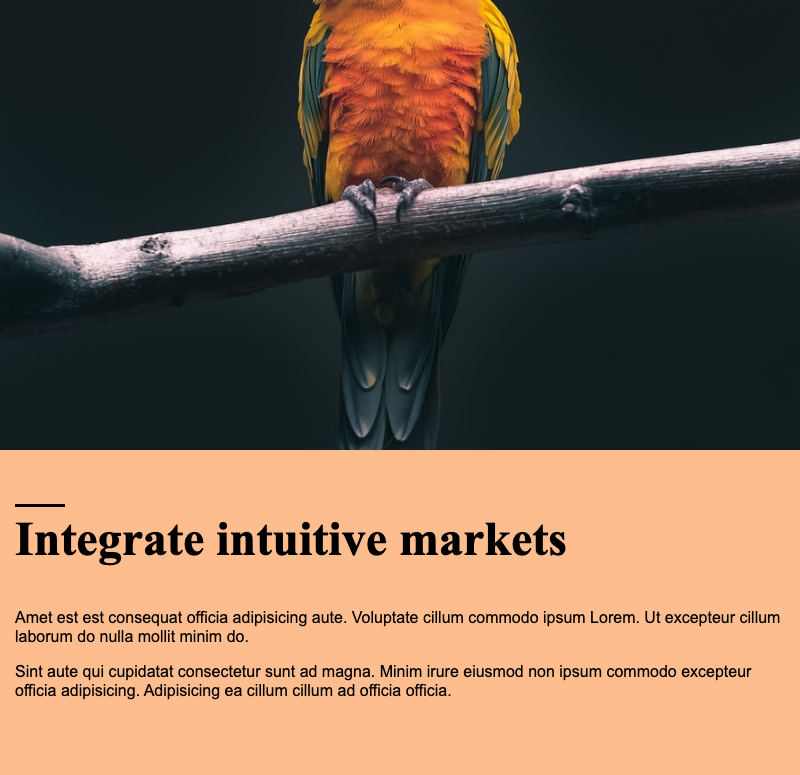 Integrate intuitive markets
Amet est est consequat officia adipisicing aute. Voluptate cillum commodo ipsum Lorem. Ut excepteur cillum
laborum do nulla mollit minim do.
Sint aute qui cupidatat consectetur sunt ad magna. Minim irure eiusmod non ipsum commodo excepteur
officia adipisicing. Adipisicing ea cillum cillum ad officia officia.